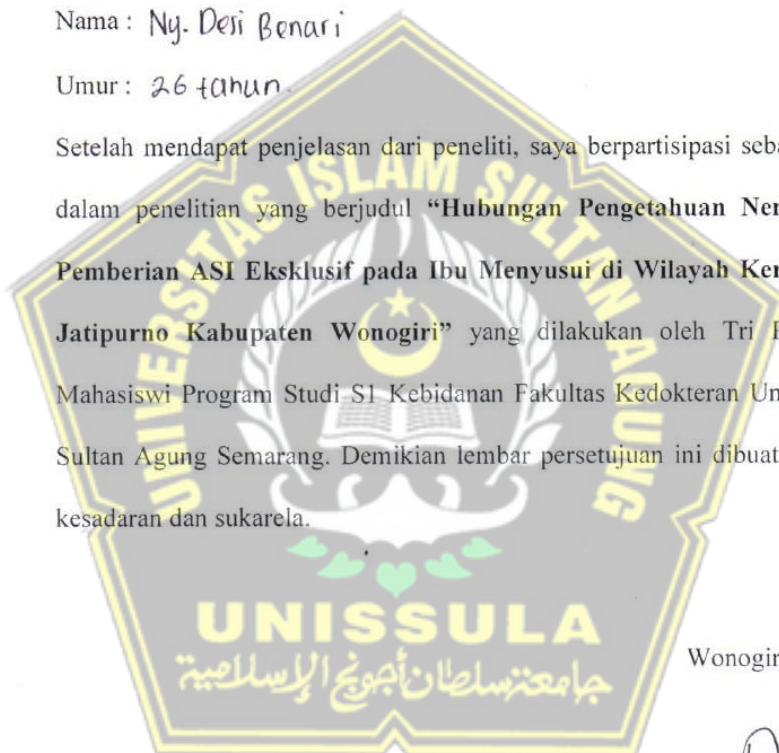 Nama : Ny. Desi Benari
Umur : 26 tahun.
Setelah mendapat penjelasan dari peneliti, saya berpartisipasi seba
dalam penelitian yang berjudul “Hubungan Pengetahuan Ner
Pemberian ASI Eksklusif pada Ibu Menyusui di Wilayah Ker
Jatipurno Kabupaten Wonogiri” yang dilakukan oleh Tri P
Mahasiswi Program Studi S1 Kebidanan Fakultas Kedokteran Un
Sultan Agung Semarang. Demikian lembar persetujuan ini dibuat
kesadaran dan sukarela.
UNIVERSITAS ISLAM SULTAN AGUNG
UNISSULA
جامعة سلطان أجونج الإسلامية
Wonogir